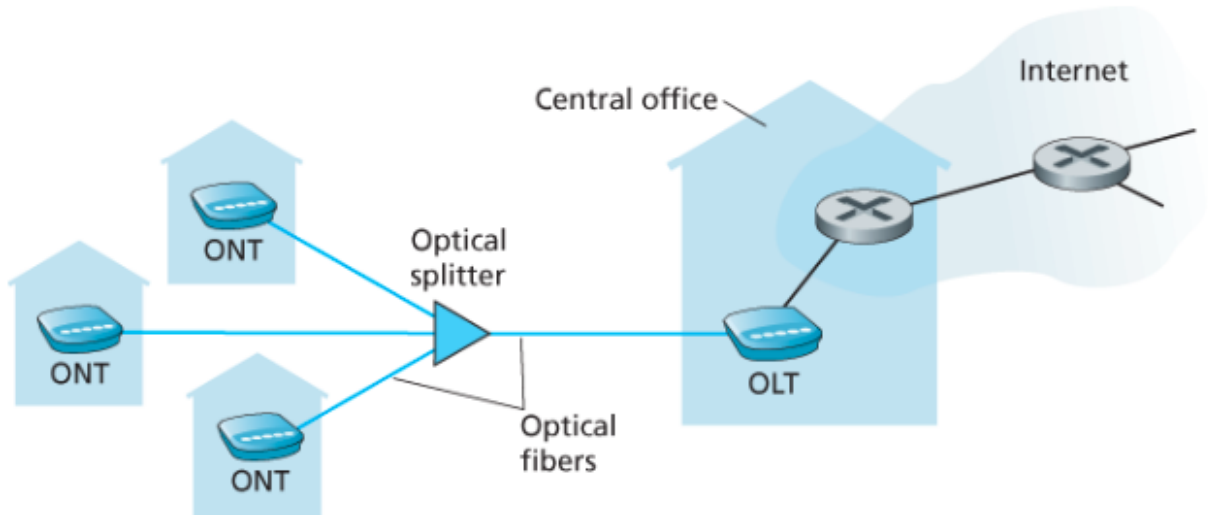 Internet
Central office
ONT
Optical
splitter
ONT
OLT
ONT
Optical
fibers